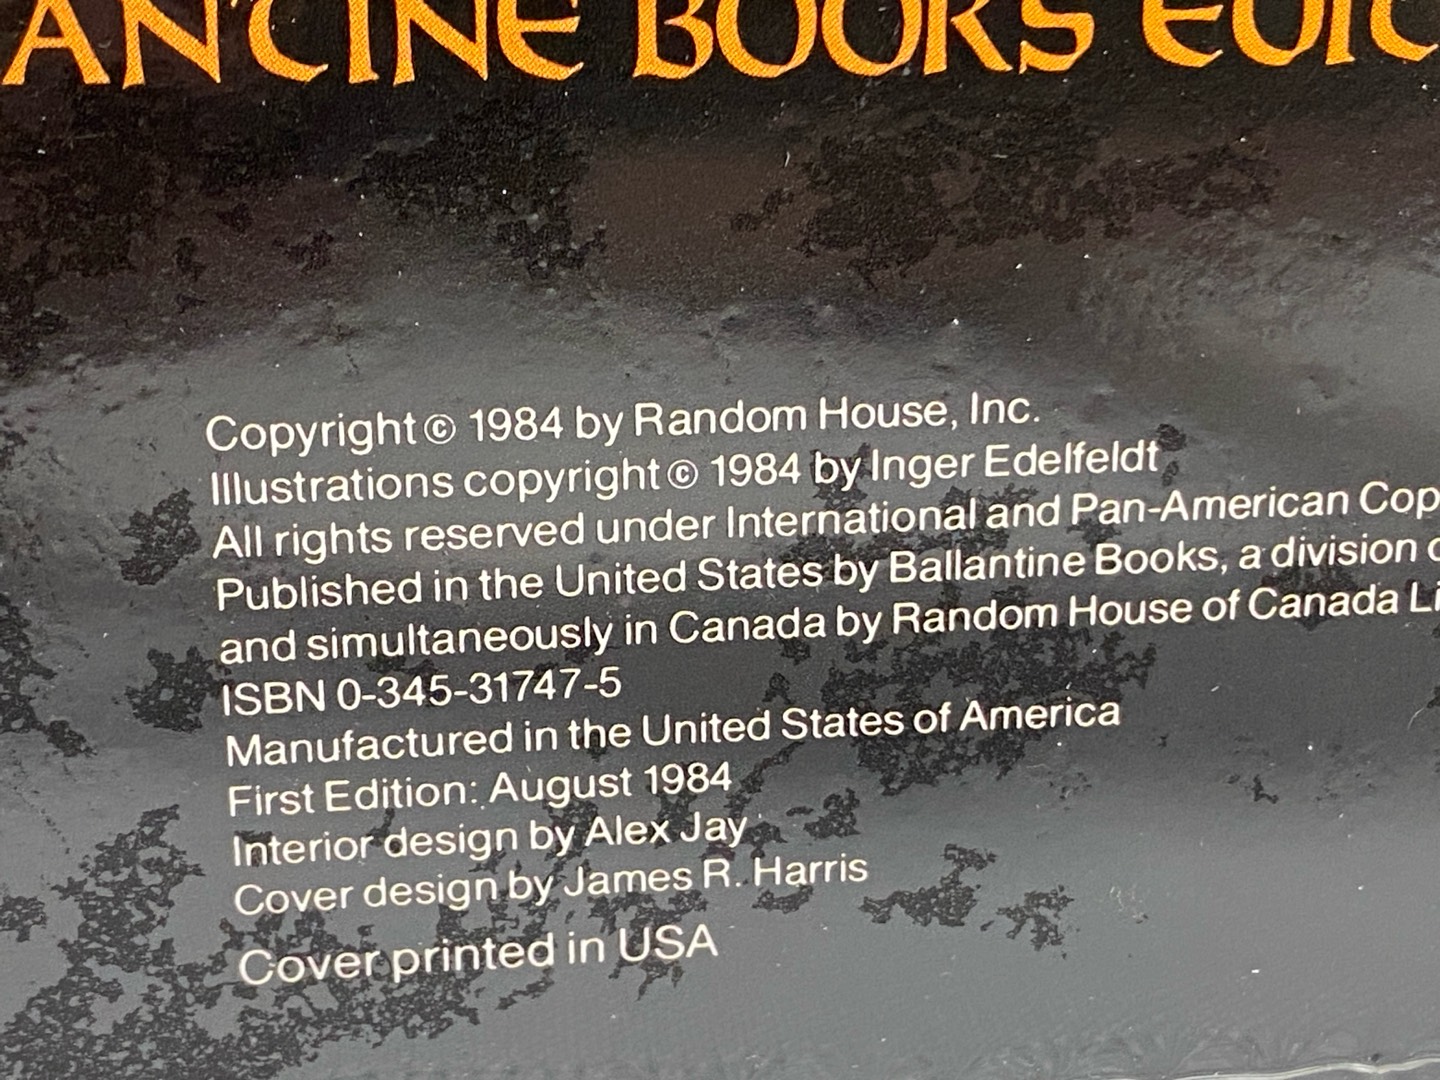 BOOKS
Copyright © 1984 by Random House, Inc.
Illustrations copyright © 1984 by Inger Edelfeldt
All rights reserved under International and Pan-American
Published in the United States by Ballantine Books, a division
and simultaneously in Canada by Random House of Canada
ISBN 0-345-31747-5
Manufactured in the United States of America
First Edition: August 1984
Interior design by Alex Jay
Cover design by James R. Harris
Cover printed in USA